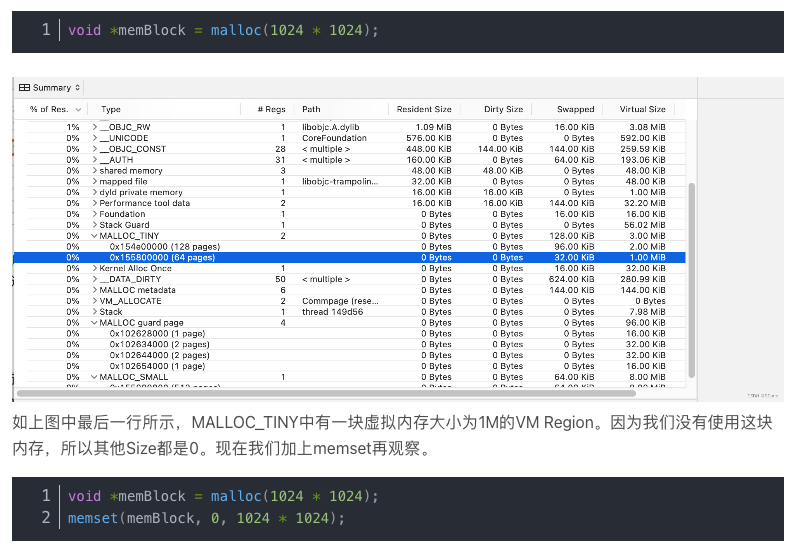 1 void *memBlock = malloc(1024 * 1024);
Summary
% of Res. Type # Regs Path Resident Size Dirty Size Swapped Virtual Size
1% __OBJC_RW 1 libobjc.A.dylib 1.09 MiB 0 Bytes 16.00 KiB 3.08 MiB
0% __UNICODE 1 CoreFoundation 576.00 KiB 0 Bytes 0 Bytes 592.00 KiB
0% __OBJC_CONST 28 < multiple > 448.00 KiB 144.00 KiB 144.00 KiB 259.59 KiB
0% __AUTH 31 < multiple > 160.00 KiB 0 Bytes 64.00 KiB 193.06 KiB
0% shared memory 3 48.00 KiB 48.00 KiB 0 Bytes 48.00 KiB
0% mapped file 1 libobjc-trampolin... 32.00 KiB 0 Bytes 0 Bytes 48.00 KiB
0% dyld private memory 1 16.00 KiB 16.00 KiB 0 Bytes 1.00 MiB
0% Performance tool data 2 16.00 KiB 16.00 KiB 144.00 KiB 32.20 MiB
0% Foundation 1 0 Bytes 0 Bytes 16.00 KiB 16.00 KiB
0% Stack Guard 1 0 Bytes 0 Bytes 0 Bytes 56.02 MiB
0% MALLOC_TINY 2 0 Bytes 0 Bytes 128.00 KiB 3.00 MiB
0% 0x154e00000 (128 pages) 0 Bytes 0 Bytes 96.00 KiB 2.00 MiB
0% 0x155800000 (64 pages) 0 Bytes 0 Bytes 32.00 KiB 1.00 MiB
0% Kernel Alloc Once 1 0 Bytes 0 Bytes 16.00 KiB 32.00 KiB
0% __DATA_DIRTY 50 < multiple > 0 Bytes 0 Bytes 624.00 KiB 280.99 KiB
0% MALLOC metadata 6 0 Bytes 0 Bytes 144.00 KiB 144.00 KiB
0% VM_ALLOCATE 2 Commpage (rese... 0 Bytes 0 Bytes 0 Bytes 0 Bytes
0% Stack 1 thread 149d56 0 Bytes 0 Bytes 0 Bytes 7.98 MiB
0% MALLOC guard page 4 0 Bytes 0 Bytes 0 Bytes 96.00 KiB
0% 0x102628000 (1 page) 0 Bytes 0 Bytes 0 Bytes 16.00 KiB
0% 0x102634000 (2 pages) 0 Bytes 0 Bytes 0 Bytes 32.00 KiB
0% 0x102644000 (2 pages) 0 Bytes 0 Bytes 0 Bytes 32.00 KiB
0% 0x102654000 (1 page) 0 Bytes 0 Bytes 0 Bytes 16.00 KiB
0% MALLOC_SMALL 1 0 Bytes 0 Bytes 64.00 KiB 8.00 MiB
如上图中最后一行所示，MALLOC_TINY中有一块虚拟内存大小为1M的VM Region。因为我们没有使用这块
内存，所以其他Size都是0。现在我们加上memset再观察。
1 void *memBlock = malloc(1024 * 1024);
2 memset(memBlock, 0, 1024 * 1024);